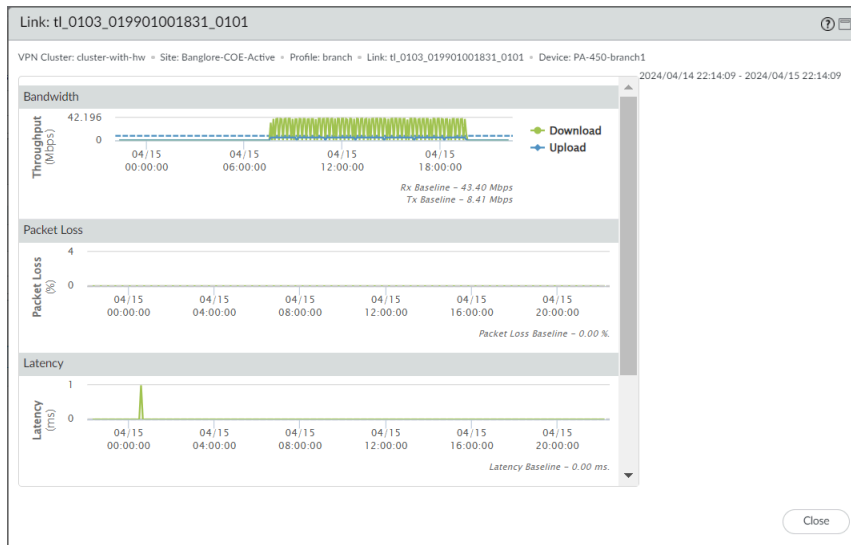 Link: tl_0103_019901001831_0101
VPN Cluster: cluster-with-hw • Site: Banglore-COE-Active • Profile: branch • Link: tl_0103_019901001831_0101 • Device: PA-450-branch1
2024/04/14 22:14:09 - 2024/04/15 22:14:09
Bandwidth
Throughput
(Mbps)
42.196
0
04/15 04/15 04/15 04/15
00:00:00 06:00:00 12:00:00 18:00:00
Download
Upload
Rx Baseline – 43.40 Mbps
Tx Baseline – 8.41 Mbps
Packet Loss
Packet Loss
(%)
4
0
04/15 04/15 04/15 04/15 04/15 04/15
00:00:00 04:00:00 08:00:00 12:00:00 16:00:00 20:00:00
Packet Loss Baseline – 0.00 %.
Latency
Latency
(ms)
1
0
04/15 04/15 04/15 04/15 04/15 04/15
00:00:00 04:00:00 08:00:00 12:00:00 16:00:00 20:00:00
Latency Baseline – 0.00 ms.
Close